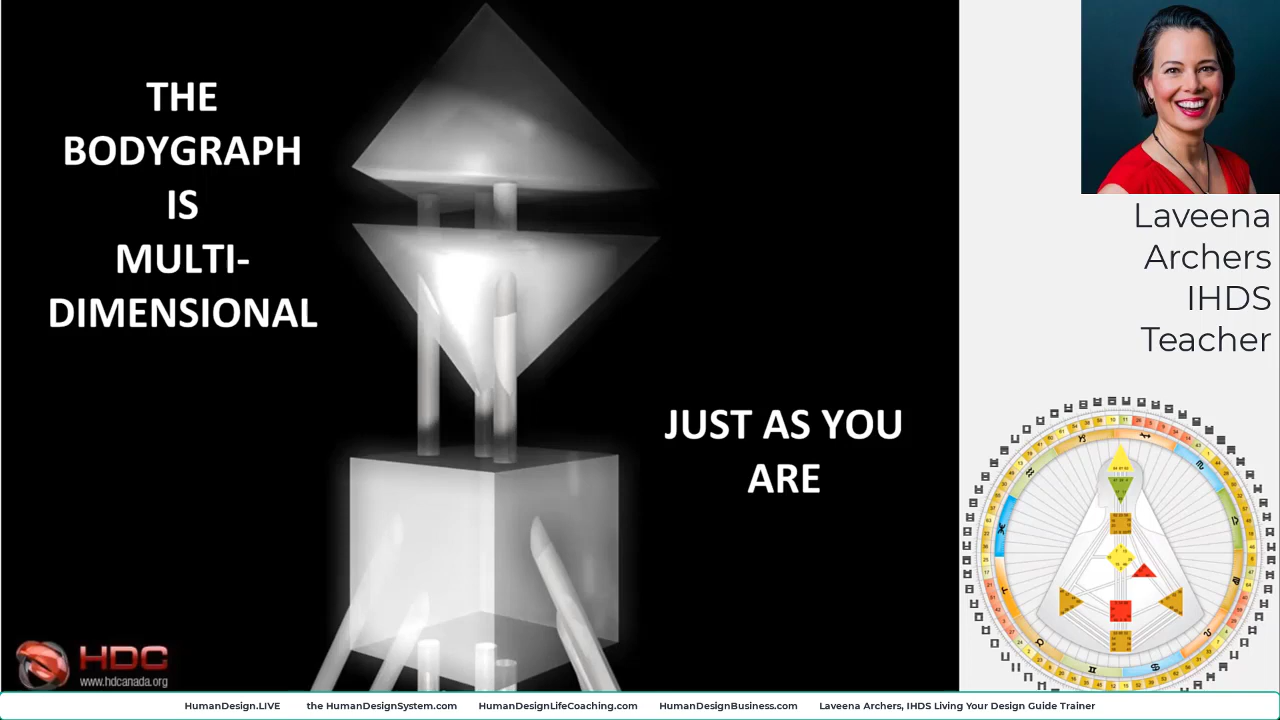 THE
BODYGRAPH
IS
MULTI-
DIMENSIONAL
JUST AS YOU
ARE
HDC
www.hdcanada.org
Laveena
Archers
IHDS
Teacher
HumanDesign.LIVE the HumanDesignSystem.com HumanDesignLifeCoaching.com HumanDesignBusiness.com Laveena Archers, IHDS Living Your Design Guide Trainer